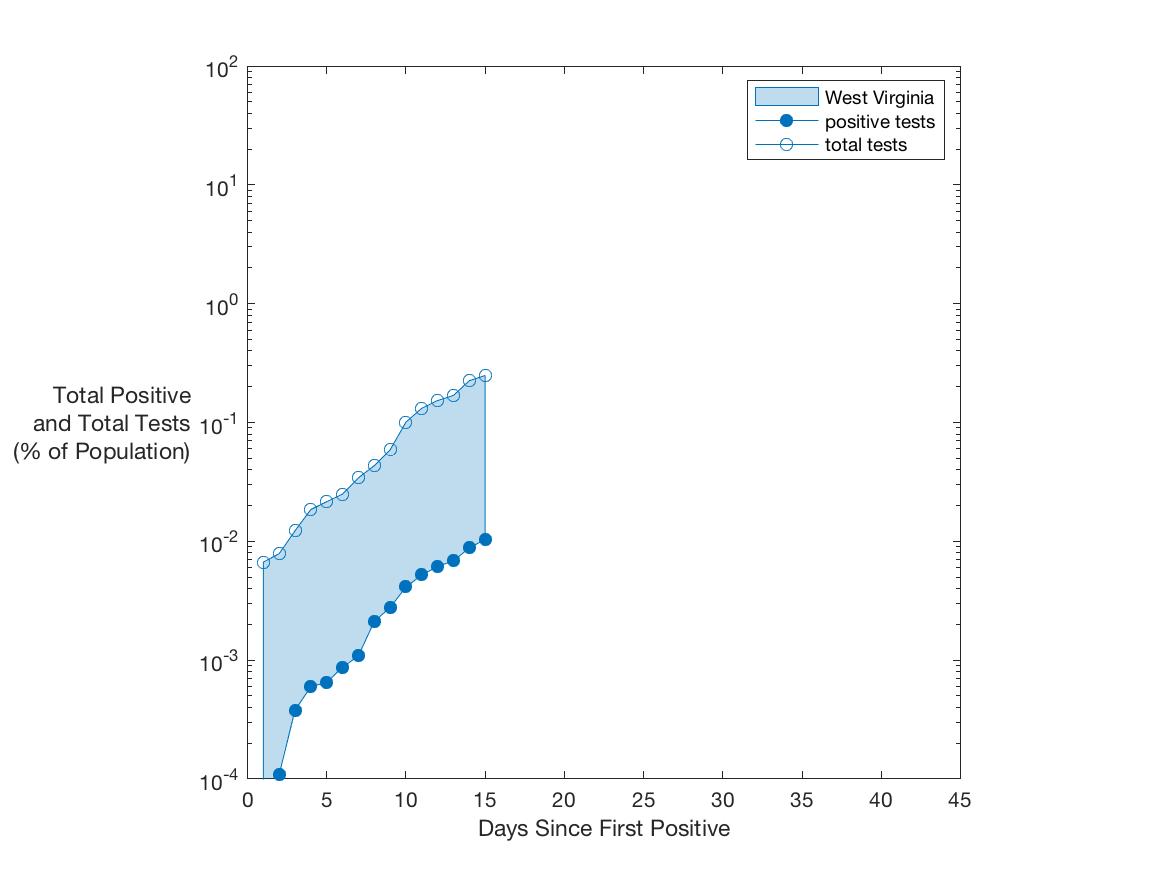 10^2
10^1
10^0
10^-1
10^-2
10^-3
10^-4
Total Positive
and Total Tests
(% of Population)
West Virginia
positive tests
total tests
0 5 10 15 20 25 30 35 40 45
Days Since First Positive